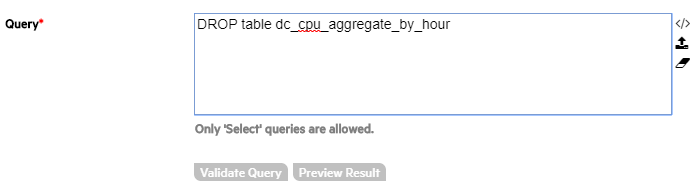 Query* DROP table dc_cpu_aggregate_by_hour
Only 'Select' queries are allowed.
Validate Query Preview Result